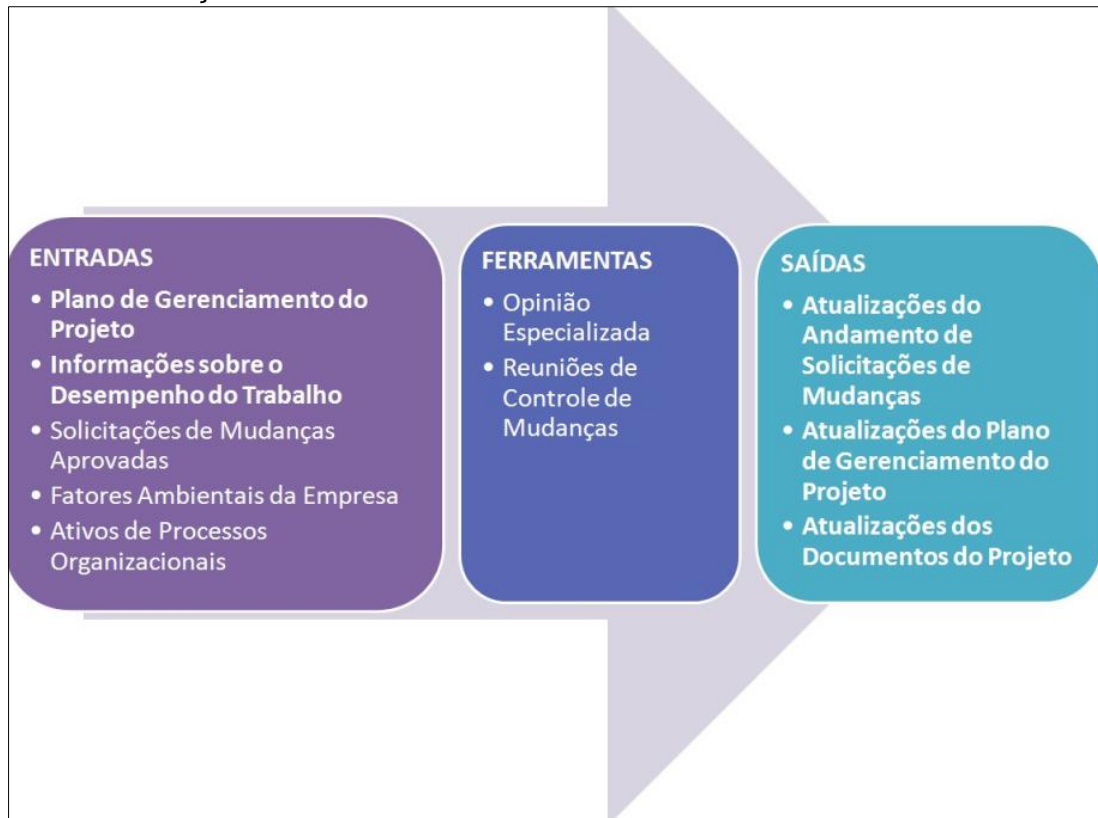 ENTRADAS
• Plano de Gerenciamento do
Projeto
• Informações sobre o
Desempenho do Trabalho
• Solicitações de Mudanças
Aprovadas
• Fatores Ambientais da Empresa
• Ativos de Processos
Organizacionais
FERRAMENTAS
• Opinião
Especializada
• Reuniões de
Controle de
Mudanças
SAÍDAS
• Atualizações do
Andamento de
Solicitações de
Mudanças
• Atualizações do Plano
de Gerenciamento do
Projeto
• Atualizações dos
Documentos do Projeto